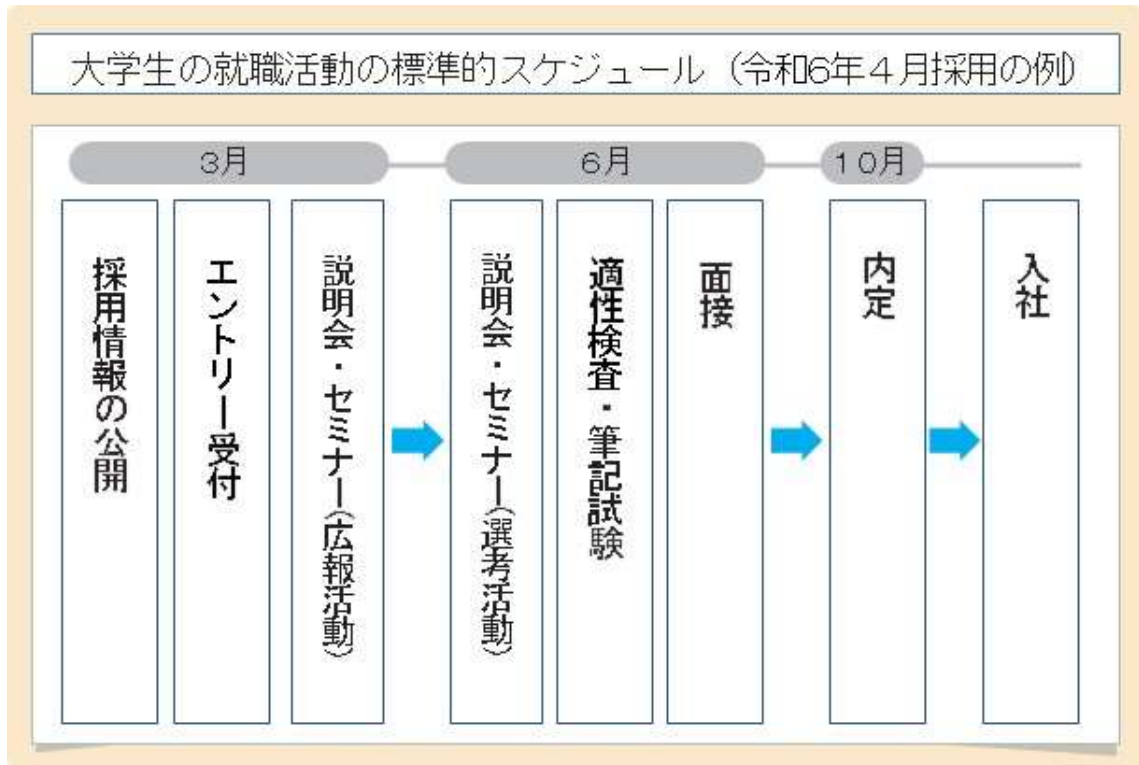 大学生の就職活動の標準的スケジュール（令和6年４月採用の例）
３月
６月
１０月
採用情報の公開
エントリー受付
説明会・セミナー（広報活動）
説明会・セミナー（選考活動）
適性検査・筆記試験
面接
内定
入社